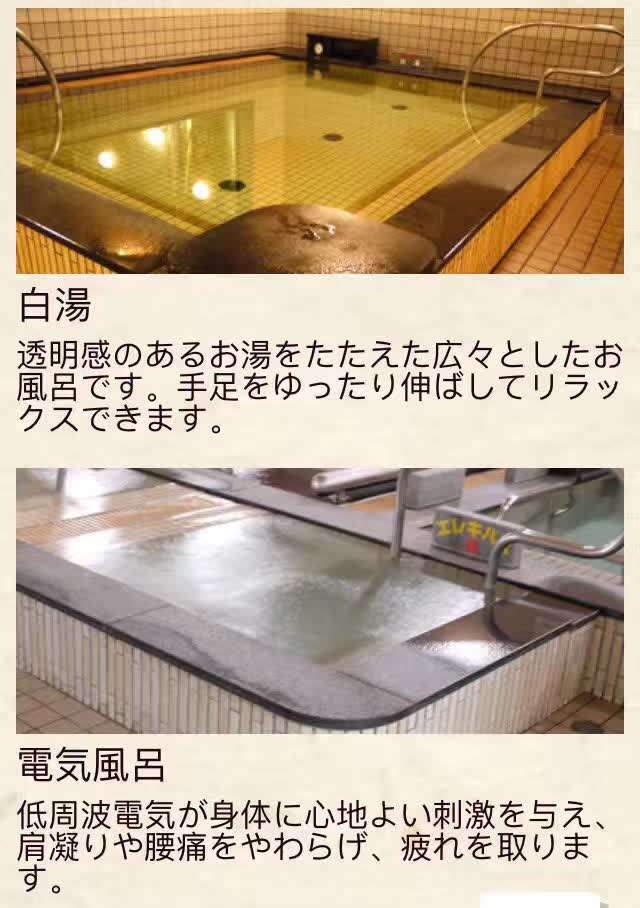 白湯
透明感のあるお湯をたたえた広々としたお
風呂です。手足をゆったり伸ばしてリラッ
クスできます。
エレキバス
電気風呂
低周波電気が身体に心地よい刺激を与え、
肩凝りや腰痛をやわらげ、疲れを取りま
す。